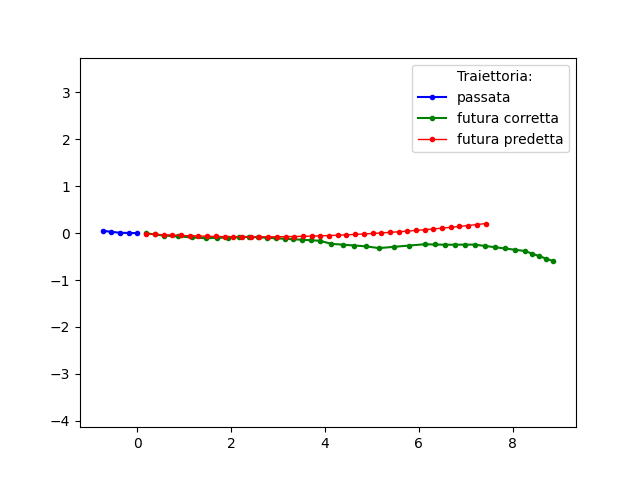 Traiettoria:
passata
futura corretta
futura predetta
3
2
1
0
−1
−2
−3
−4
0 2 4 6 8